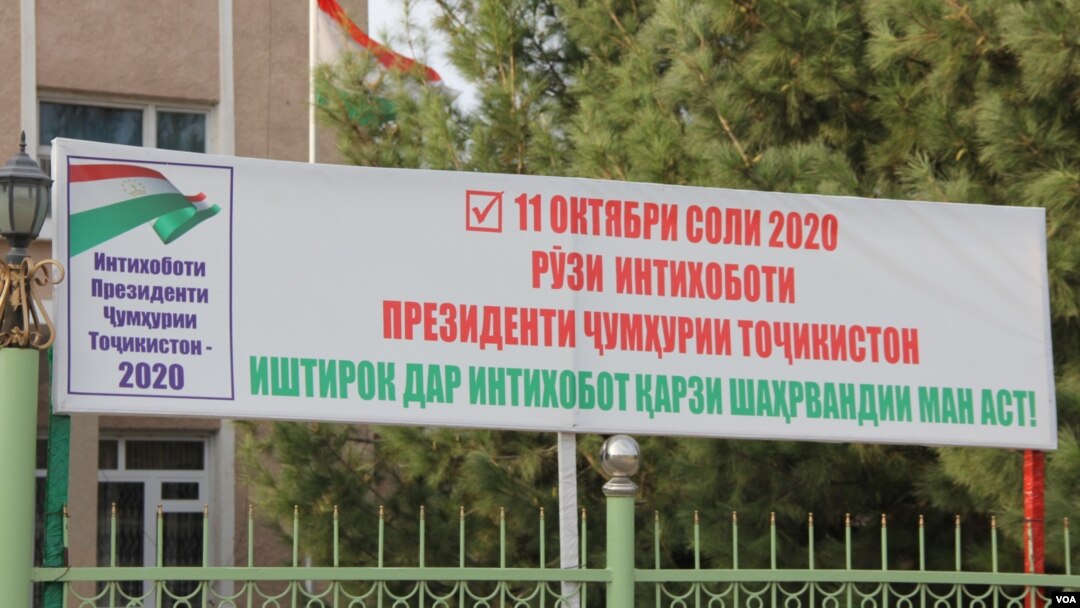 Интихоботи
Президенти
Ҷумҳурии
Тоҷикистон -
2020
11 ОКТЯБРИ СОЛИ 2020
РӮЗИ ИНТИХОБОТИ
ПРЕЗИДЕНТИ ҶУМҲУРИИ ТОҶИКИСТОН
ИШТИРОК ДАР ИНТИХОБОТ ҚАРЗИ ШАҲРВАНДИИ МАН АСТ!
VOA